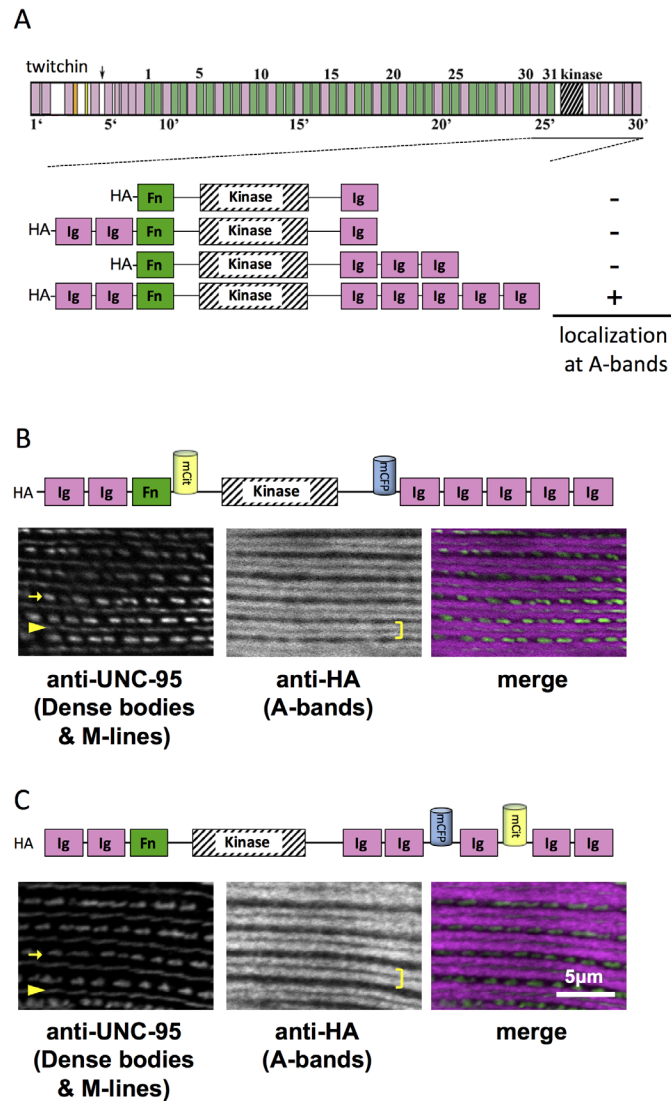 A
twitchin
1 5 10 15 20 25 30 31 kinase
1‘ 5‘ 10’ 15’ 20’ 25’ 30’
HA Fn Kinase Ig -
HA Ig Ig Fn Kinase Ig -
HA Fn Kinase Ig Ig Ig -
HA Ig Ig Fn Kinase Ig Ig Ig Ig Ig +
localization
at A-bands
B
HA Ig Ig Fn mCit Kinase mCFP Ig Ig Ig Ig Ig
anti-UNC-95 anti-HA merge
(Dense bodies (A-bands)
& M-lines)
C
HA Ig Ig Fn Kinase Ig Ig mCFP Ig mCit Ig Ig
5µm
anti-UNC-95 anti-HA merge
(Dense bodies (A-bands)
& M-lines)